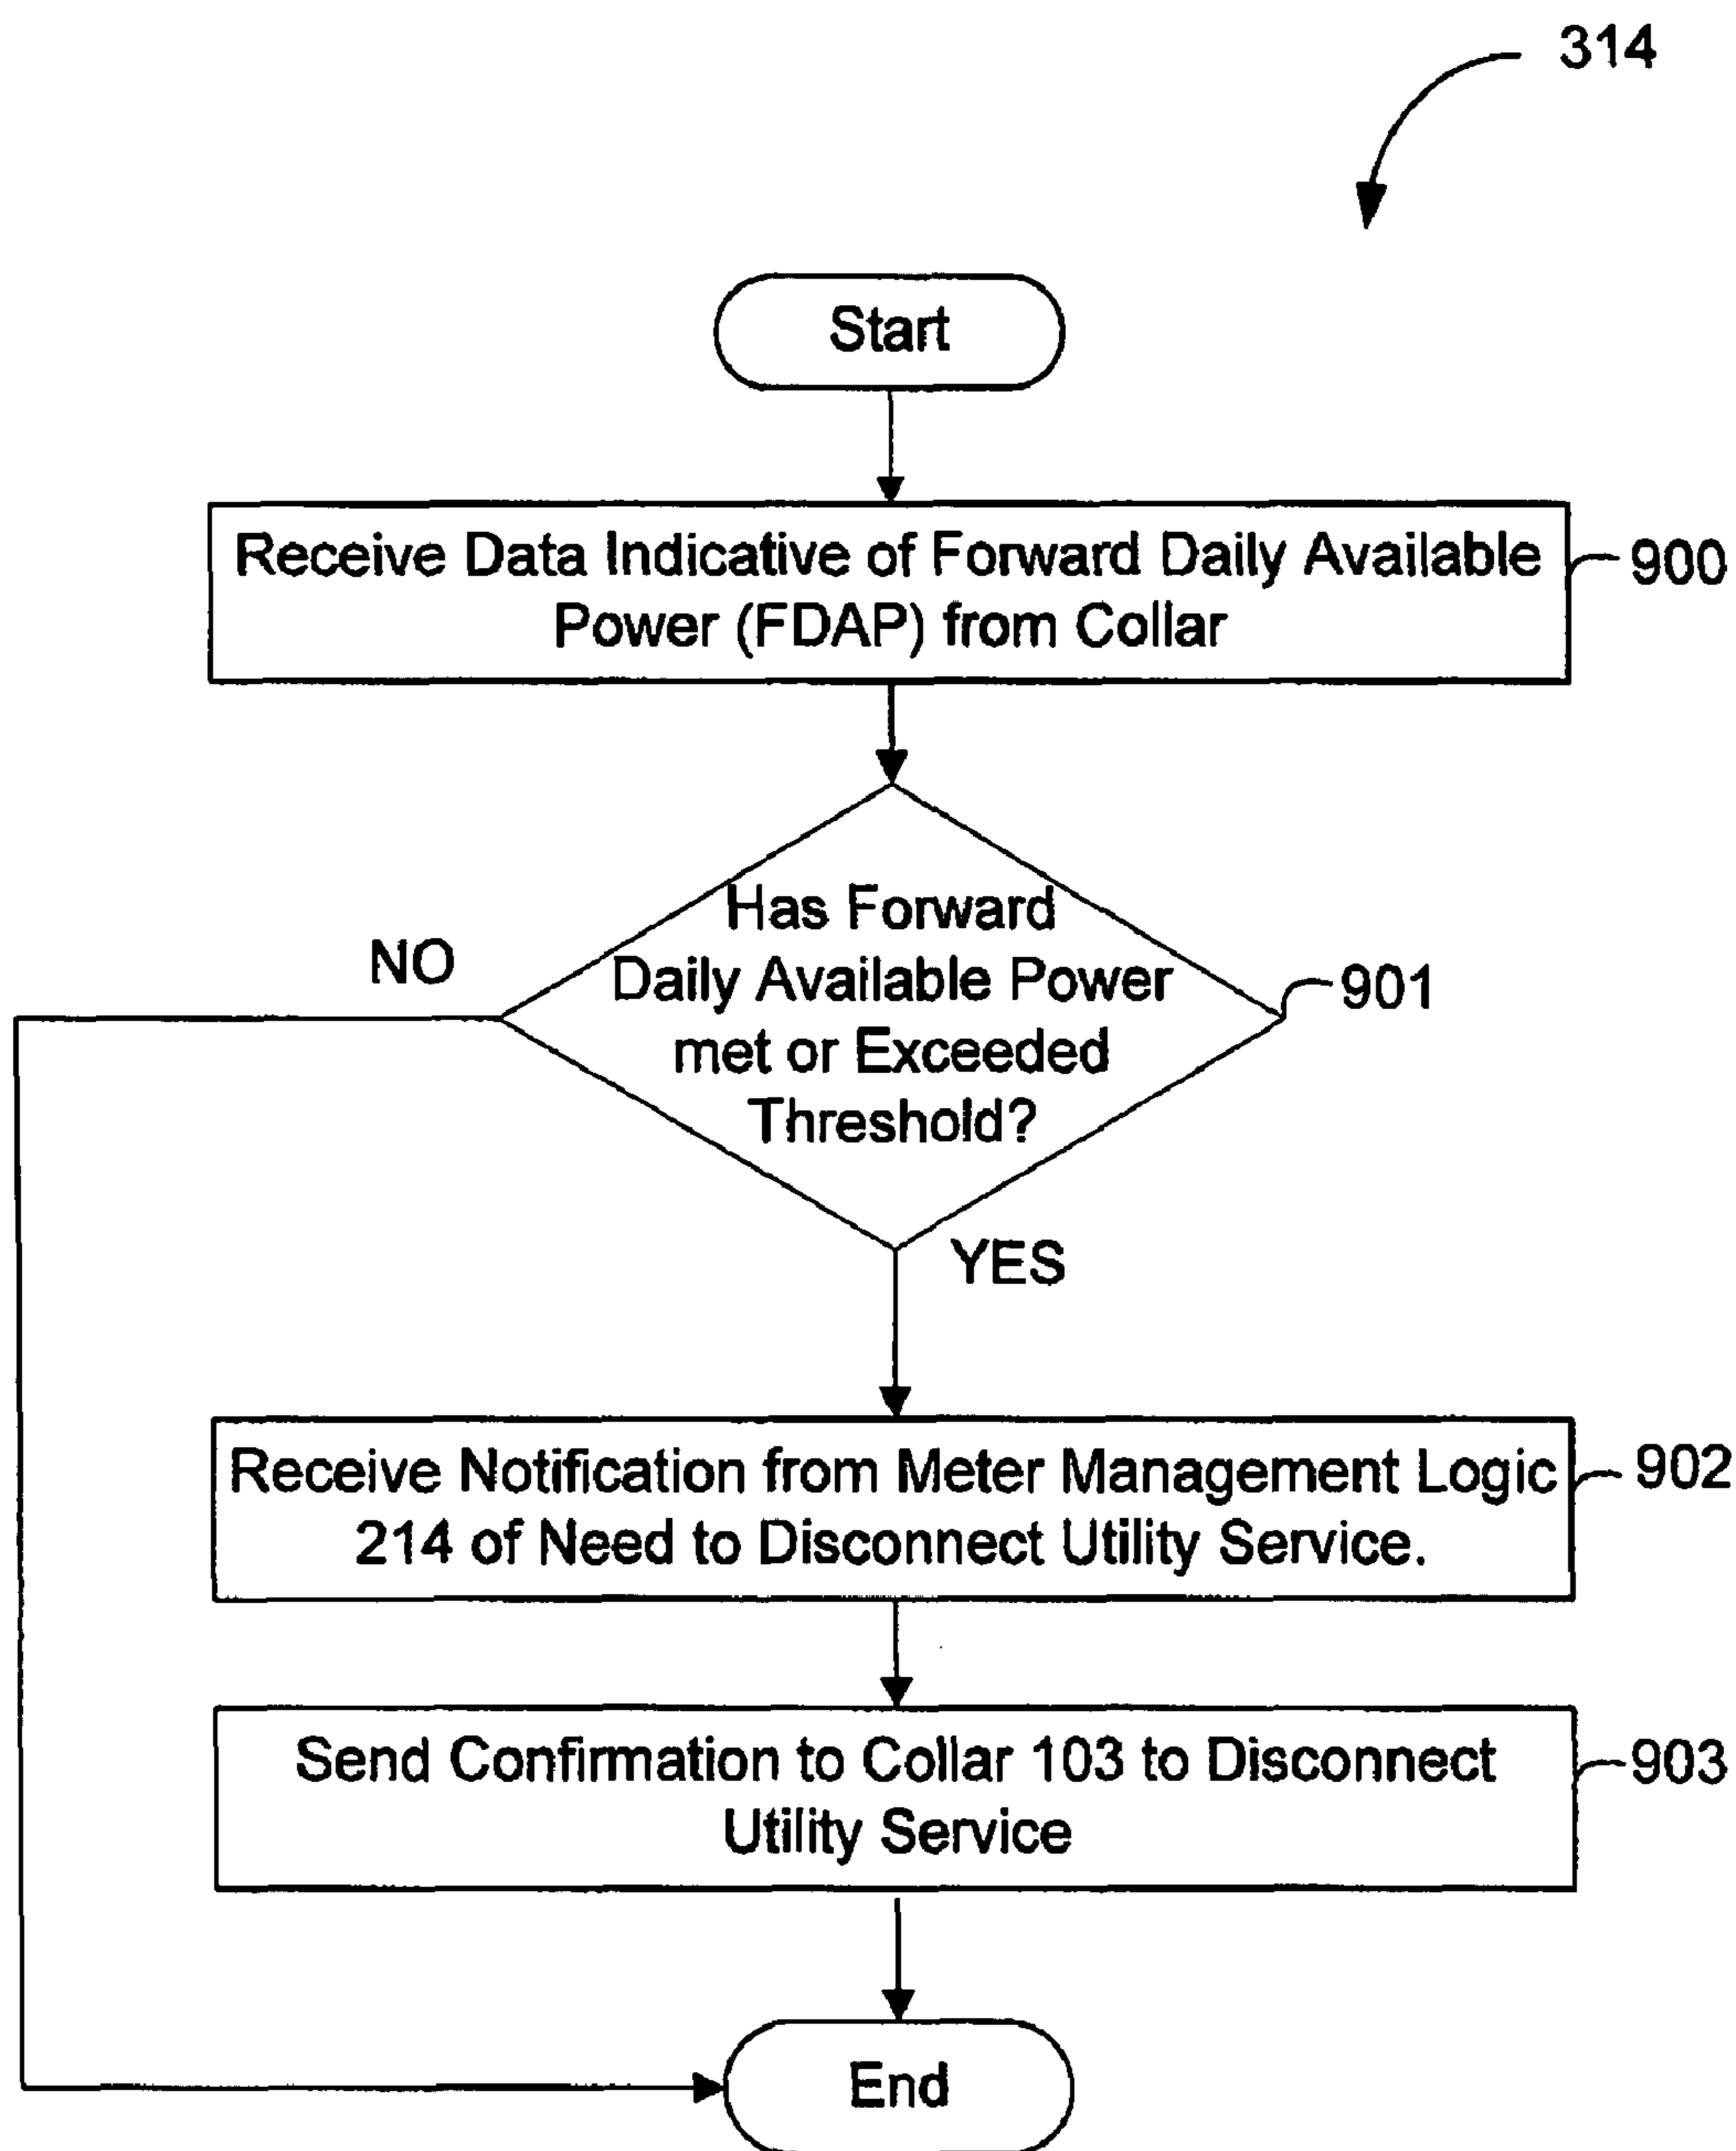 314
Start
Receive Data Indicative of Forward Daily Available
Power (FDAP) from Collar
900
Has Forward
Daily Available Power
met or Exceeded
Threshold?
901
NO
YES
Receive Notification from Meter Management Logic
214 of Need to Disconnect Utility Service.
902
Send Confirmation to Collar 103 to Disconnect
Utility Service
903
End